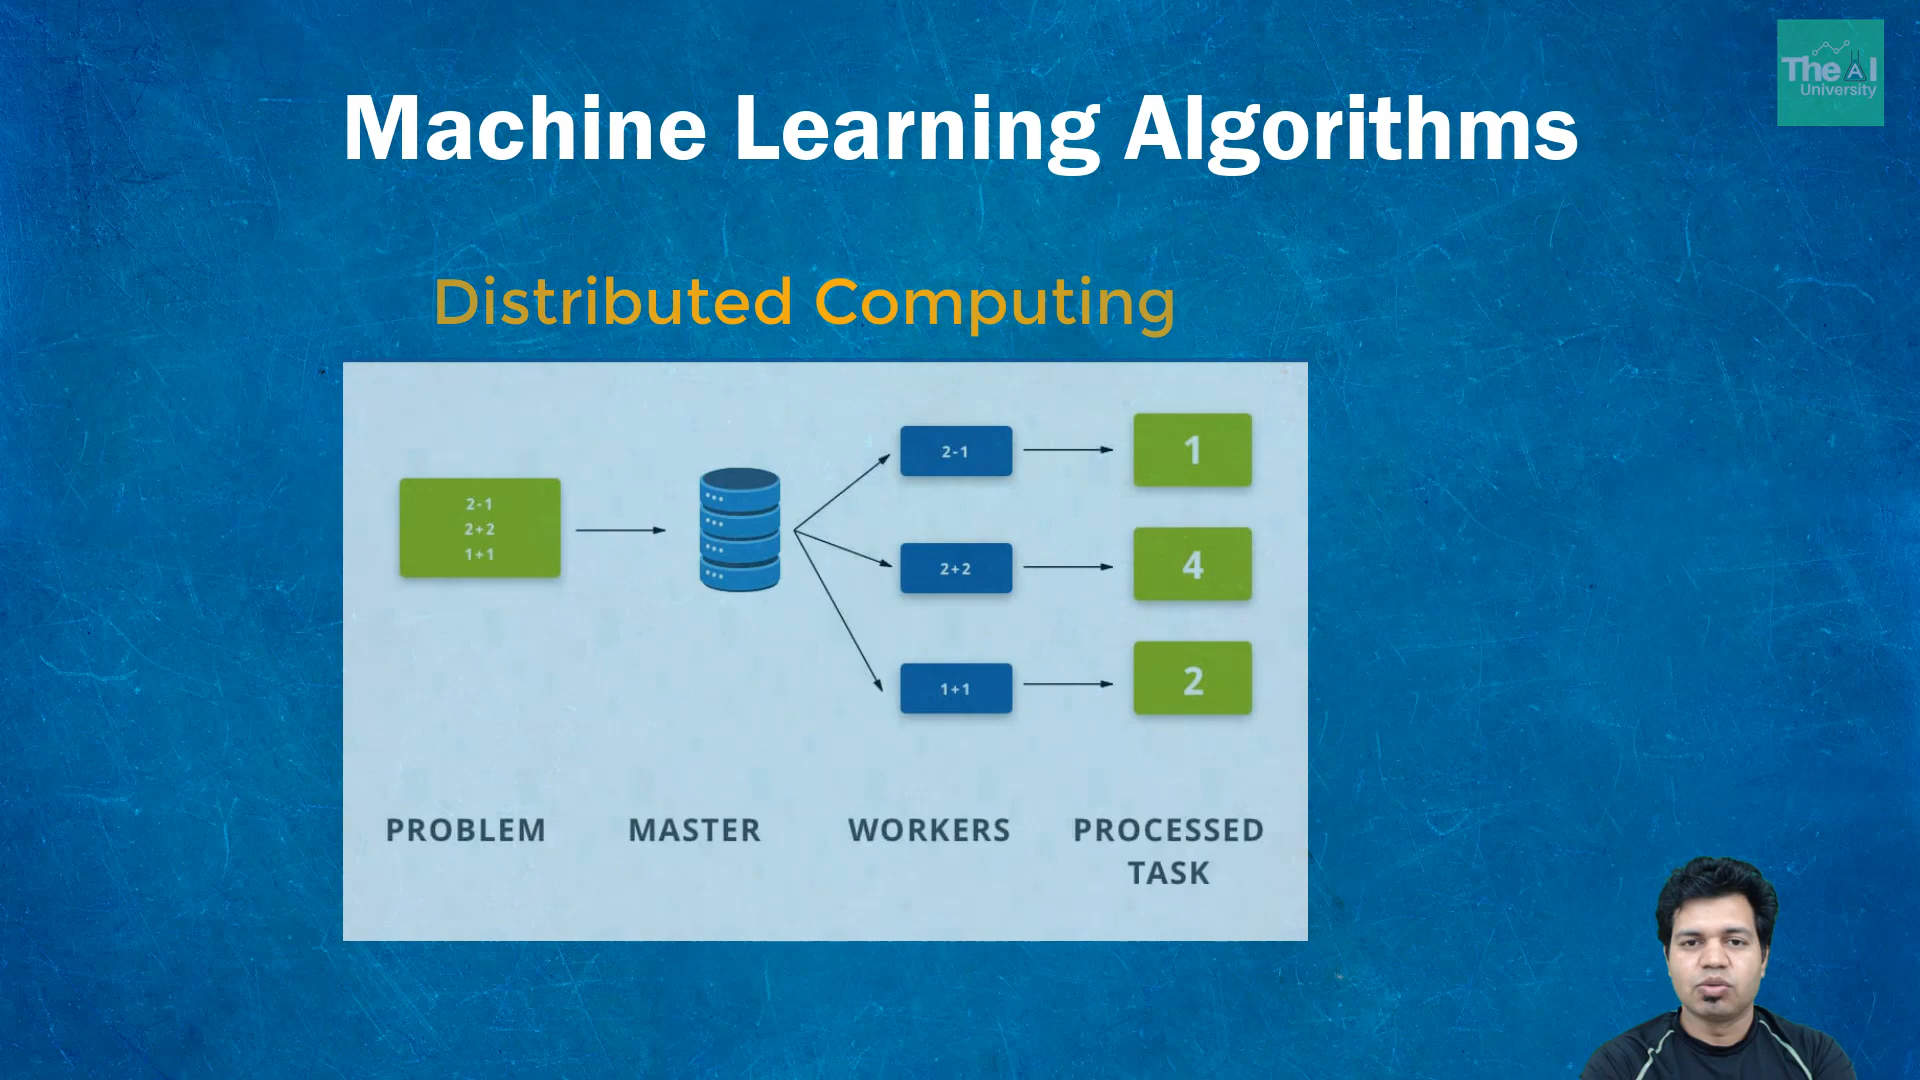 The AI
University
Machine Learning Algorithms
Distributed Computing
2-1
2+2
1+1
2-1
1
2+2
4
1+1
2
PROBLEM
MASTER
WORKERS
PROCESSED
TASK